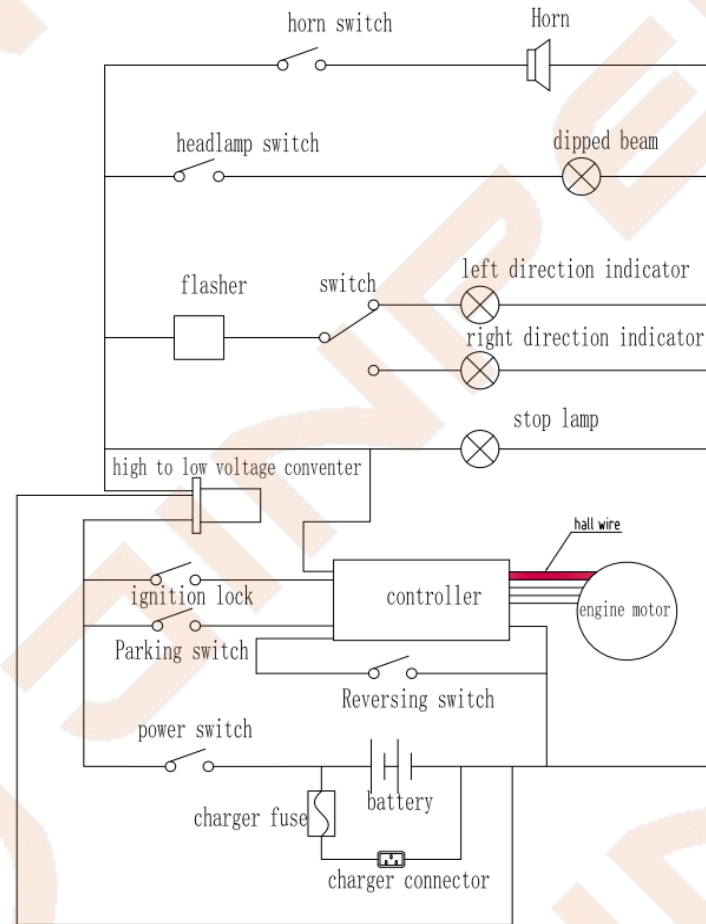 Horn
horn switch
headlamp switch
dipped beam
left direction indicator
flasher
switch
right direction indicator
stop lamp
high to low voltage conventer
hall wire
ignition lock
controller
engine motor
Parking switch
Reversing switch
power switch
battery
charger fuse
charger connector